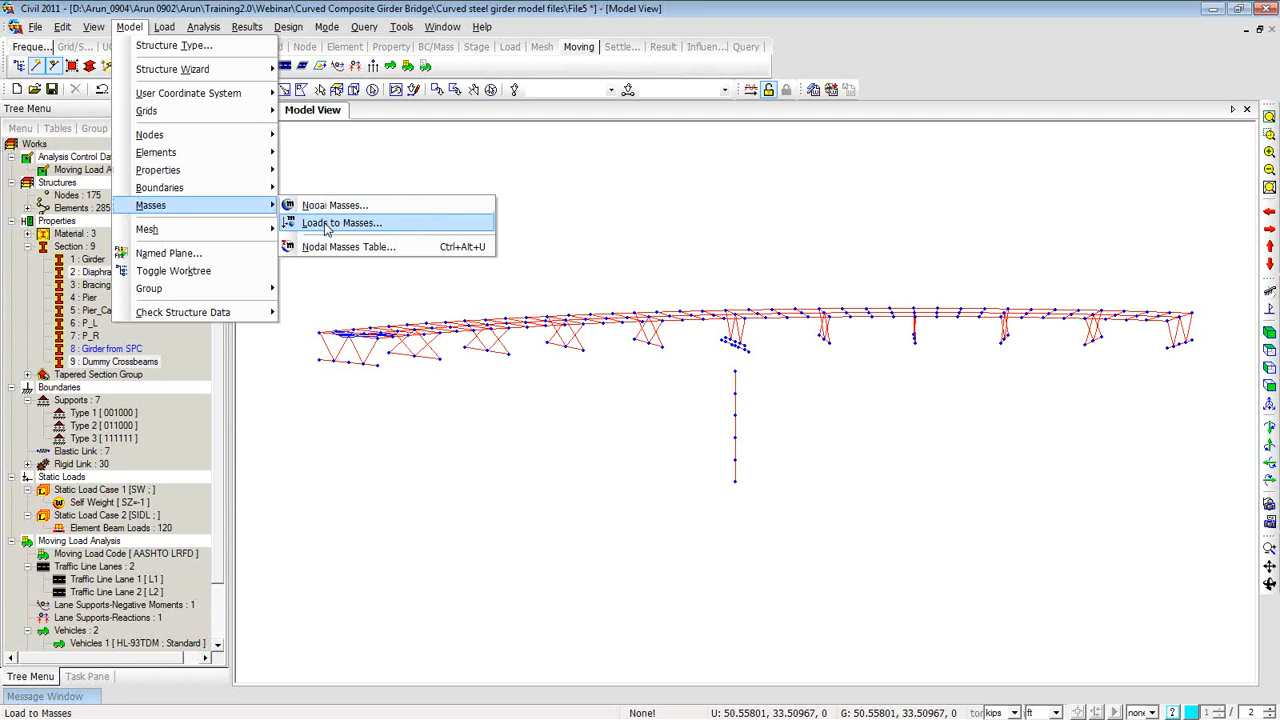 Civil 2011 - [D:\Arun_0904\Arun 0902\Arun\Training2.0\Webinar\Curved Composite Girder Bridge\Curved steel girder model files\File5 *] - [Model View]
File Edit View Model Load Analysis Results Design Mode Query Tools Window Help
Freque... Grid/S... Node Element Property BC/Mass Stage Load Mesh Moving Settle... Result Influen... Query
Structure Type...
Structure Wizard
User Coordinate System
Grids
Nodes
Elements
Properties
Boundaries
Masses
Mesh
Named Plane...
Toggle Worktree
Group
Check Structure Data
Nodal Masses...
Loads to Masses...
Nodal Masses Table... Ctrl+Alt+U
Tree Menu
Model View
Menu Tables Group
Works
Analysis Control Da
Moving Load A
Structures
Nodes : 175
Elements : 285
Properties
Material : 3
Section : 9
1 : Girder
2 : Diaphra
3 : Bracing
4 : Pier
5 : Pier_Ca
6 : P_L
7 : P_R
8 : Girder from SPC
9 : Dummy Crossbeams
Tapered Section Group
Boundaries
Supports : 7
Type 1 [ 001000 ]
Type 2 [ 011000 ]
Type 3 [ 111111 ]
Elastic Link : 7
Rigid Link : 30
Static Loads
Static Load Case 1 [SW ; ]
Self Weight [ SZ=-1 ]
Static Load Case 2 [SIDL ; ]
Element Beam Loads : 120
Moving Load Analysis
Moving Load Code [ AASHTO LRFD ]
Traffic Line Lanes : 2
Traffic Line Lane 1 [ L1 ]
Traffic Line Lane 2 [ L2 ]
Lane Supports-Negative Moments : 1
Lane Supports-Reactions : 1
Vehicles : 2
Vehicles 1 [ HL-93TDM ; Standard ]
Tree Menu Task Pane
Message Window
Load to Masses None! U: 50.55801, 33.50967, 0 G: 50.55801, 33.50967, 0 kips ft none 1 / 2